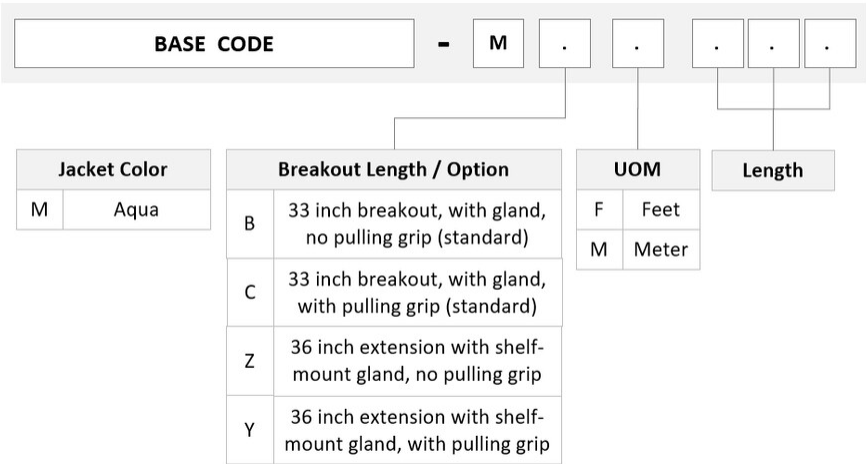 BASE CODE - M . . . . .
Jacket Color
M Aqua
Breakout Length / Option
B 33 inch breakout, with gland,
no pulling grip (standard)
C 33 inch breakout, with gland,
with pulling grip (standard)
Z 36 inch extension with shelf-
mount gland, no pulling grip
Y 36 inch extension with shelf-
mount gland, with pulling grip
UOM
F Feet
M Meter
Length